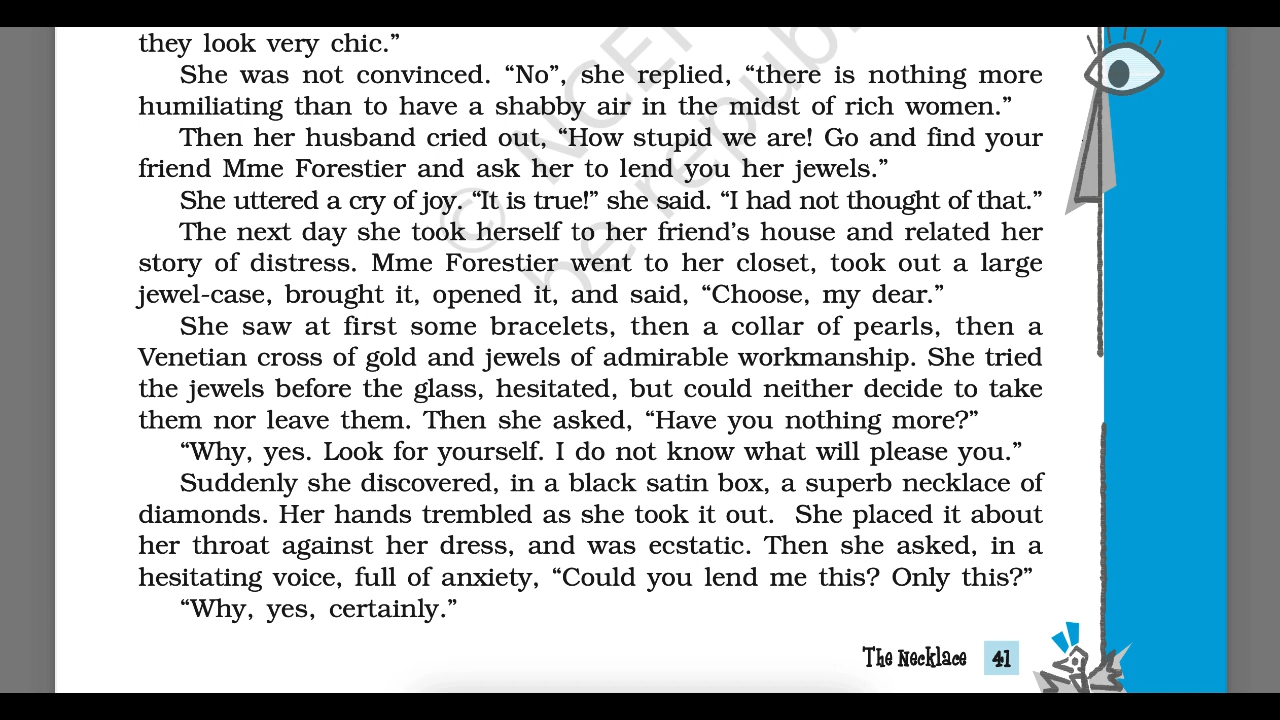 they look very chic.”
She was not convinced. “No”, she replied, “there is nothing more
humiliating than to have a shabby air in the midst of rich women.”
Then her husband cried out, “How stupid we are! Go and find your
friend Mme Forestier and ask her to lend you her jewels.”
She uttered a cry of joy. “It is true!” she said. “I had not thought of that.”
The next day she took herself to her friend’s house and related her
story of distress. Mme Forestier went to her closet, took out a large
jewel-case, brought it, opened it, and said, “Choose, my dear.”
She saw at first some bracelets, then a collar of pearls, then a
Venetian cross of gold and jewels of admirable workmanship. She tried
the jewels before the glass, hesitated, but could neither decide to take
them nor leave them. Then she asked, “Have you nothing more?”
“Why, yes. Look for yourself. I do not know what will please you.”
Suddenly she discovered, in a black satin box, a superb necklace of
diamonds. Her hands trembled as she took it out. She placed it about
her throat against her dress, and was ecstatic. Then she asked, in a
hesitating voice, full of anxiety, “Could you lend me this? Only this?”
“Why, yes, certainly.”
The Necklace 41
© NCE
be republi